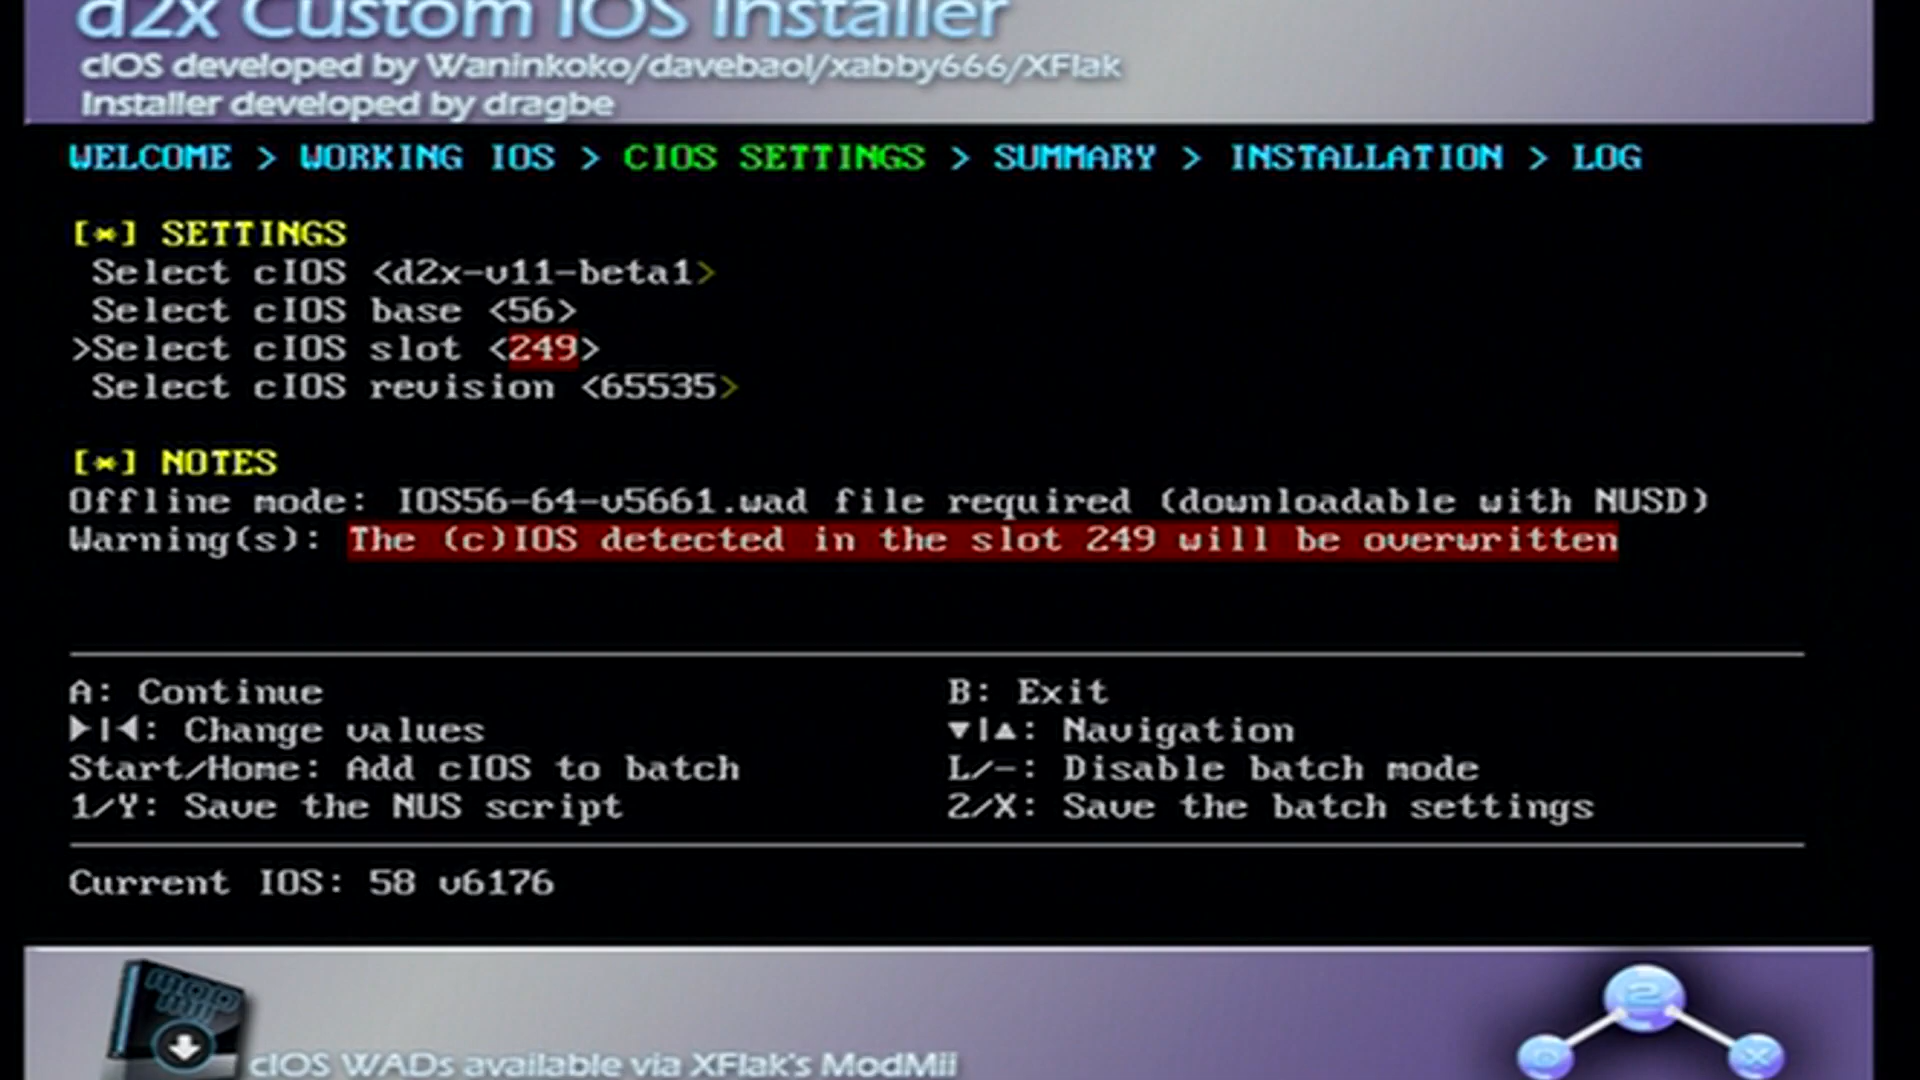 d2x Custom IOS Installer
cIOS developed by Waninkoko/davebaol/xabby666/XFlak
Installer developed by dragbe
WELCOME > WORKING IOS > CIOS SETTINGS > SUMMARY > INSTALLATION > LOG
[*] SETTINGS
Select cIOS <d2x-v11-beta1>
Select cIOS base <56>
>Select cIOS slot <249>
Select cIOS revision <65535>
[*] NOTES
Offline mode: IOS56-64-v5661.wad file required (downloadable with NUSD)
Warning(s): The (c)IOS detected in the slot 249 will be overwritten
A: Continue
B: Exit
►|◄: Change values
▼|▲: Navigation
Start/Home: Add cIOS to batch
L/-: Disable batch mode
1/Y: Save the NUS script
2/X: Save the batch settings
Current IOS: 58 v6176
2
X
cIOS WADs available via XFlak's ModMii